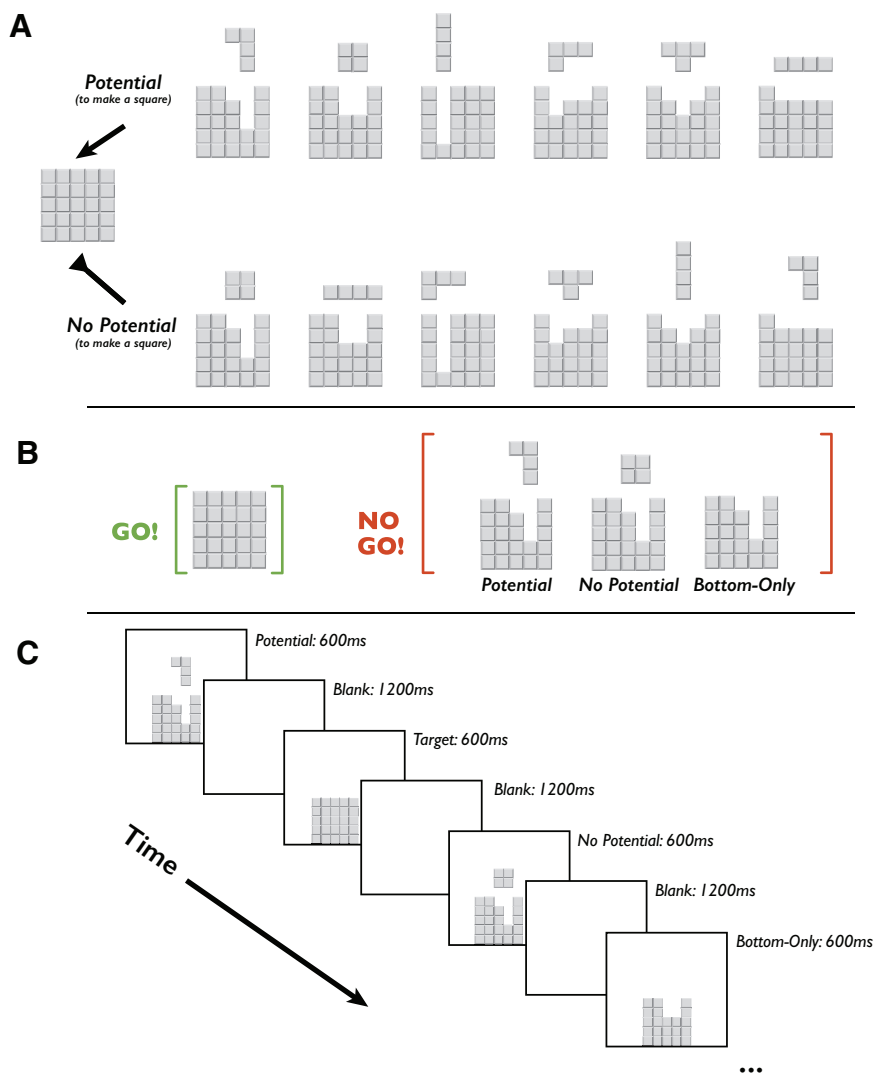 A
Potential
(to make a square)
No Potential
(to make a square)
B
GO!
NO
GO!
Potential
No Potential
Bottom-Only
C
Potential: 600ms
Blank: 1200ms
Target: 600ms
Blank: 1200ms
No Potential: 600ms
Blank: 1200ms
Bottom-Only: 600ms
Time
...